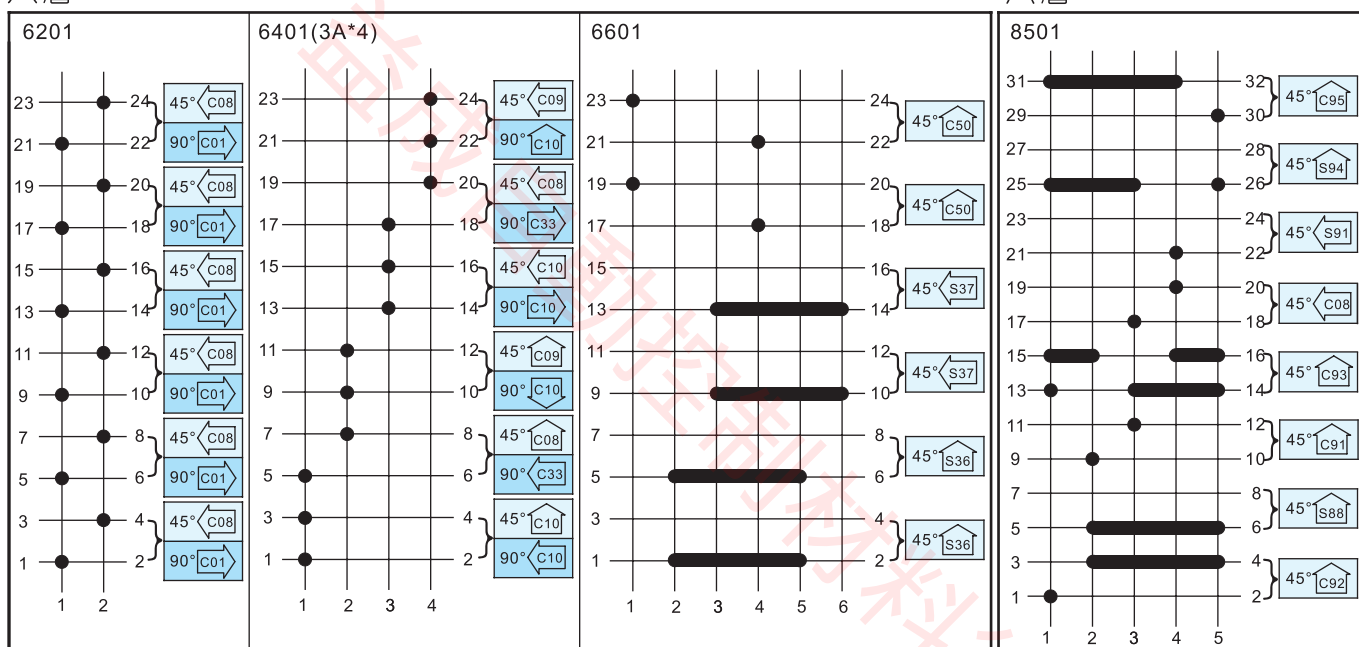 6201
23 24 45° C08
21 22 90° C01
19 20 45° C08
17 18 90° C01
15 16 45° C08
13 14 90° C01
11 12 45° C08
9 10 90° C01
7 8 45° C08
5 6 90° C01
3 4 45° C08
1 2 90° C01
1 2
6401(3A*4)
23 24 45° C09
21 22 90° C10
19 20 45° C08
17 18 90° C33
15 16 45° C10
13 14 90° C10
11 12 45° C09
9 10 90° C10
7 8 45° C08
5 6 90° C33
3 4 45° C10
1 2 90° C10
1 2 3 4
6601
23 24
45° C50
21 22
19 20
45° C50
17 18
15 16
45° S37
13 14
11 12
45° S37
9 10
7 8
45° S36
5 6
3 4
45° S36
1 2
1 2 3 4 5 6
8501
31 32
45° C95
29 30
27 28
45° S94
25 26
23 24
45° S91
21 22
19 20
45° C08
17 18
15 16
45° C93
13 14
11 12
45° C91
9 10
7 8
45° S88
5 6
3 4
45° C92
1 2
1 2 3 4 5
益成自動控制材料